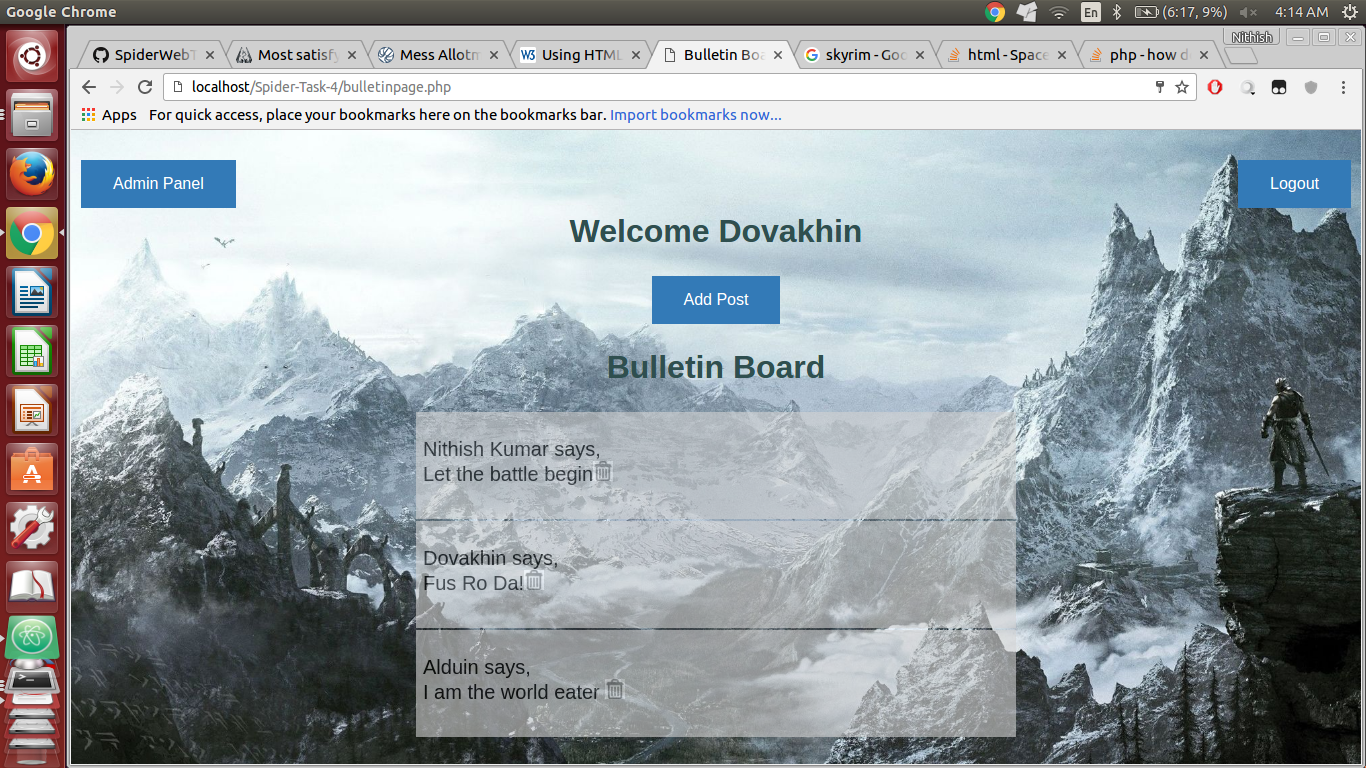 Google Chrome
En
(6:17, 9%)
4:14 AM
Nithish
SpiderWebT
Most satisf
Mess Allotm
W3 Using HTML
Bulletin Boa
skyrim - Goo
html - Space
php - how d
localhost/Spider-Task-4/bulletinpage.php
Apps For quick access, place your bookmarks here on the bookmarks bar. Import bookmarks now...
Admin Panel
Logout
Welcome Dovakhin
Add Post
Bulletin Board
Nithish Kumar says,
Let the battle begin
Dovakhin says,
Fus Ro Da!
Alduin says,
I am the world eater